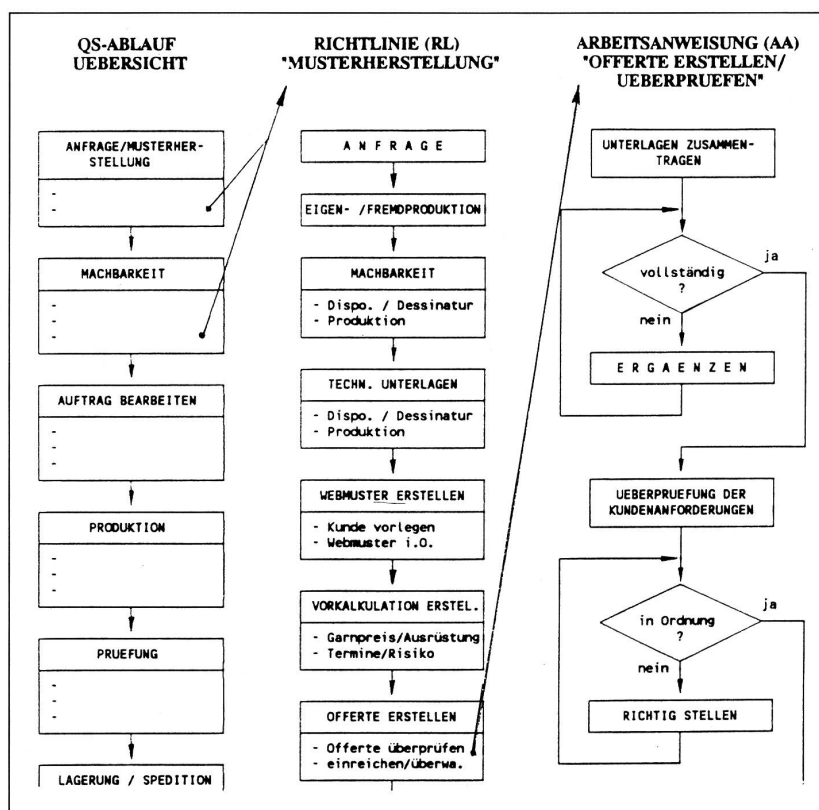 QS-ABLAUF
UEBERSICHT
ANFRAGE/MUSTERHER-
STELLUNG
-
-
MACHBARKEIT
-
-
-
AUFTRAG BEARBEITEN
-
-
-
PRODUKTION
-
-
-
PRUEFUNG
-
-
-
LAGERUNG / SPEDITION
RICHTLINIE (RL)
"MUSTERHERSTELLUNG"
A N F R A G E
EIGEN- /FREMDPRODUKTION
MACHBARKEIT
- Dispo. / Dessinatur
- Produktion
TECHN. UNTERLAGEN
- Dispo. / Dessinatur
- Produktion
WEBMUSTER ERSTELLEN
- Kunde vorlegen
- Webmuster i.O.
VORKALKULATION ERSTEL.
- Garnpreis/Ausrüstung
- Termine/Risiko
OFFERTE ERSTELLEN
- Offerte überprüfen
- einreichen/überwa.
ARBEITSANWEISUNG (AA)
"OFFERTE ERSTELLEN/
UEBERPRUEFEN"
UNTERLAGEN ZUSAMMEN-
TRAGEN
vollständig
?
ja
nein
E R G A E N Z E N
UEBERPRUEFUNG DER
KUNDENANFORDERUNGEN
in Ordnung
?
ja
nein
RICHTIG STELLEN